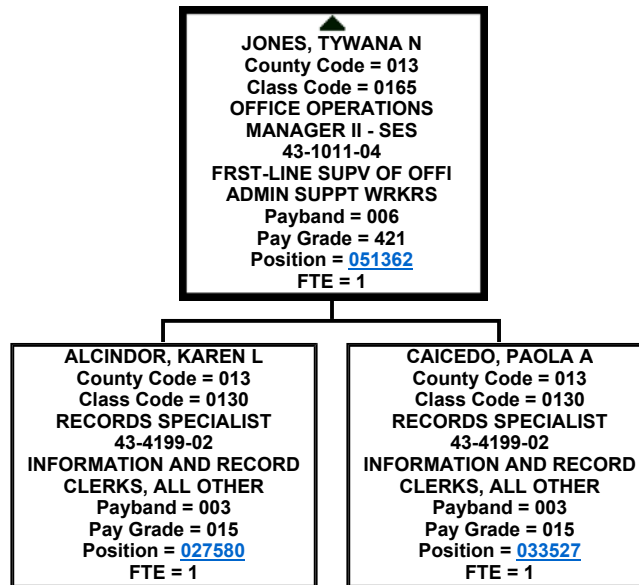 JONES, TYWANA N
County Code = 013
Class Code = 0165
OFFICE OPERATIONS
MANAGER II - SES
43-1011-04
FRST-LINE SUPV OF OFFI
ADMIN SUPPT WRKRS
Payband = 006
Pay Grade = 421
Position = 051362
FTE = 1
ALCINDOR, KAREN L
County Code = 013
Class Code = 0130
RECORDS SPECIALIST
43-4199-02
INFORMATION AND RECORD
CLERKS, ALL OTHER
Payband = 003
Pay Grade = 015
Position = 027580
FTE = 1
CAICEDO, PAOLA A
County Code = 013
Class Code = 0130
RECORDS SPECIALIST
43-4199-02
INFORMATION AND RECORD
CLERKS, ALL OTHER
Payband = 003
Pay Grade = 015
Position = 033527
FTE = 1